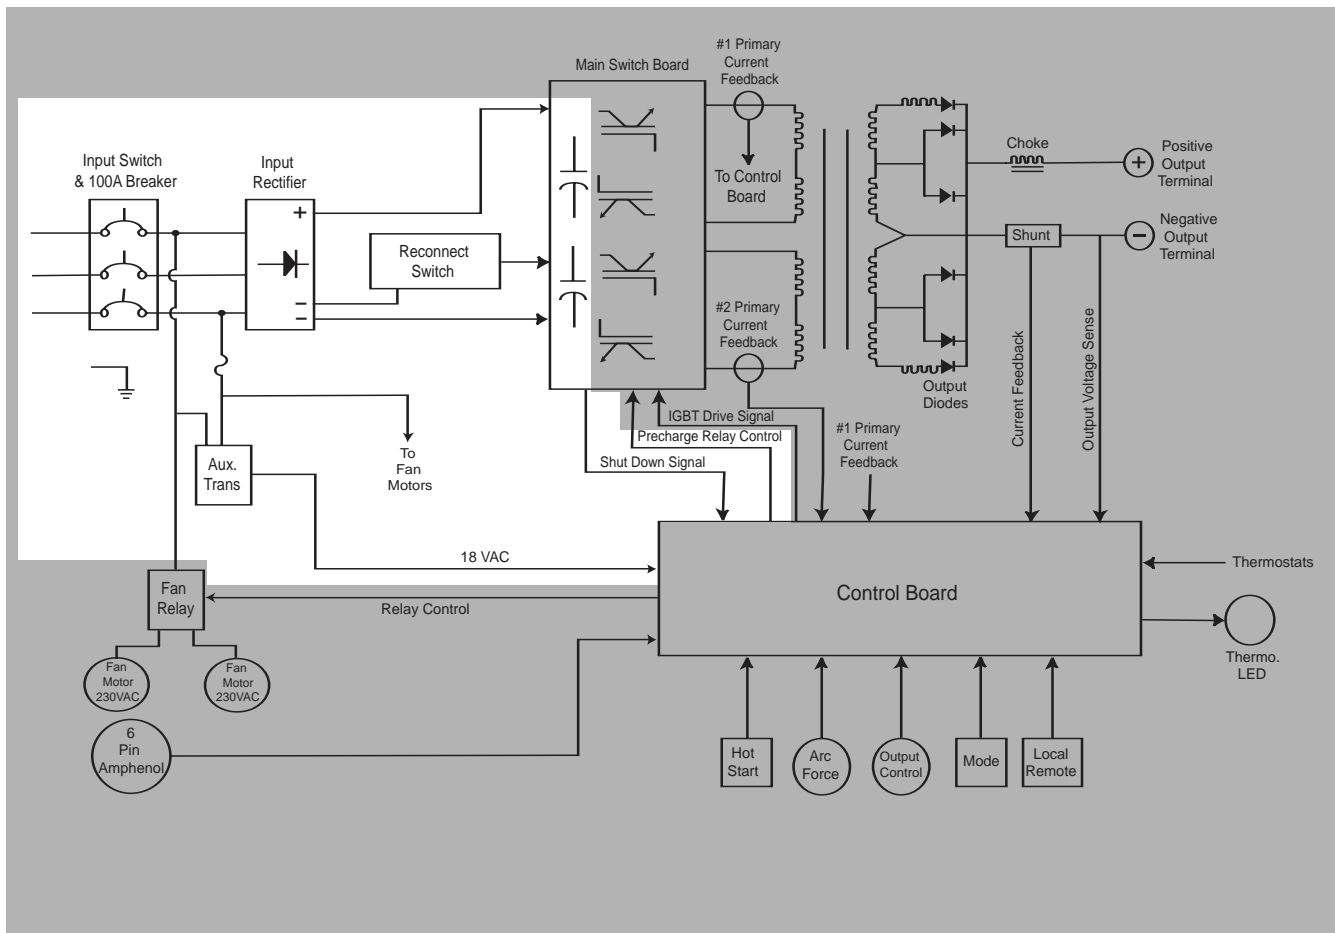 #1 Primary
Current
Feedback
Main Switch Board
To Control
Board
Input Switch
& 100A Breaker
Input
Rectifier
+
−
−
Reconnect
Switch
Choke
+
Positive
Output
Terminal
Shunt
−
Negative
Output
Terminal
#2 Primary
Current
Feedback
Output
Diodes
Current Feedback
Output Voltage Sense
IGBT Drive Signal
Precharge Relay Control
Shut Down Signal
#1 Primary
Current
Feedback
Aux.
Trans
To
Fan
Motors
18 VAC
Fan
Relay
Relay Control
Control Board
Thermostats
Thermo.
LED
Fan
Motor
230VAC
Fan
Motor
230VAC
6
Pin
Amphenol
Hot
Start
Arc
Force
Output
Control
Mode
Local
Remote